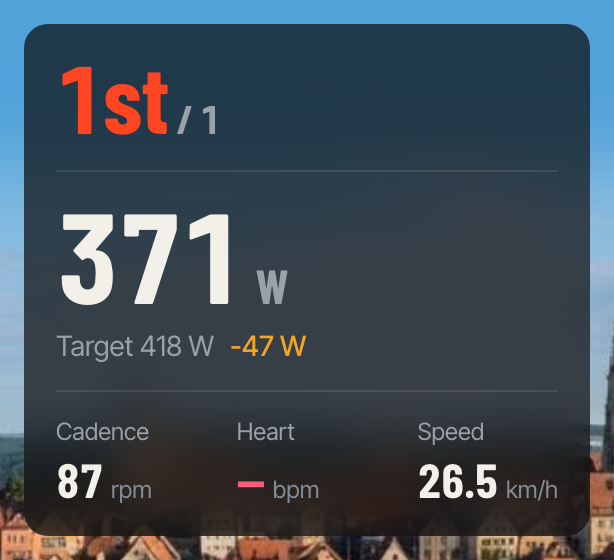 1st / 1
371 W
Target 418 W -47 W
Cadence Heart Speed
87 rpm – bpm 26.5 km/h